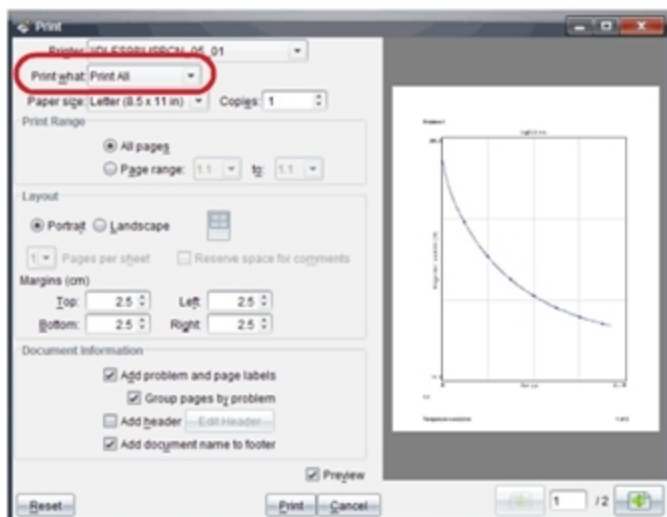 Print
Printer:
Print what: Print All
Paper size: Letter (8.5 x 11 in) Copies: 1
Print Range
All pages
Page range: 1.1 to: 1.1
Layout
Portrait Landscape
1 Pages per sheet Reserve space for comments
Margins (cm)
Top: 2.5 Left: 2.5
Bottom: 2.5 Right: 2.5
Document Information
Add problem and page labels
Group pages by problem
Add header Edit Header
Add document name to footer
Preview
Reset Print Cancel 1 /2